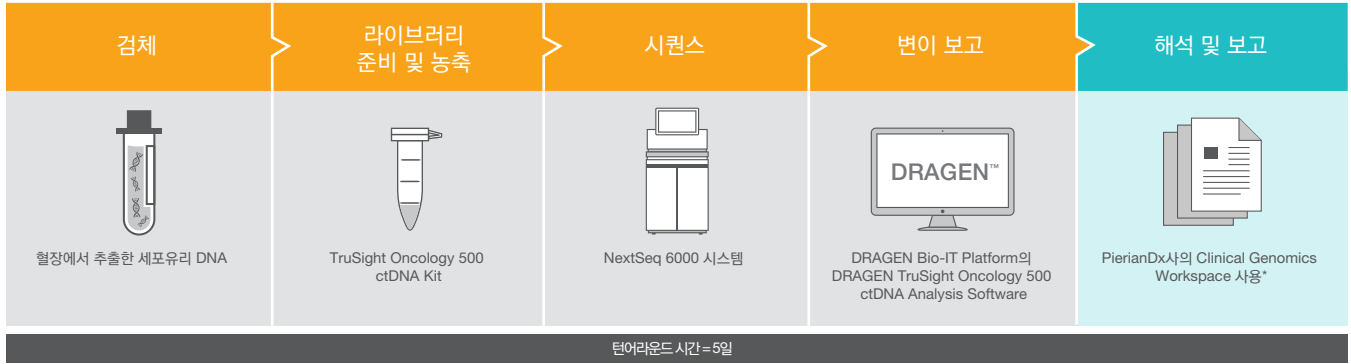 검체
라이브러리
준비 및 농축
시퀀스
변이 보고
해석 및 보고
DRAGEN™
혈장에서 추출한 세포유리 DNA
TruSight Oncology 500
ctDNA Kit
NextSeq 6000 시스템
DRAGEN Bio-IT Platform의
DRAGEN TruSight Oncology 500
ctDNA Analysis Software
PierianDx사의 Clinical Genomics
Workspace 사용*
턴어라운드 시간 = 5일